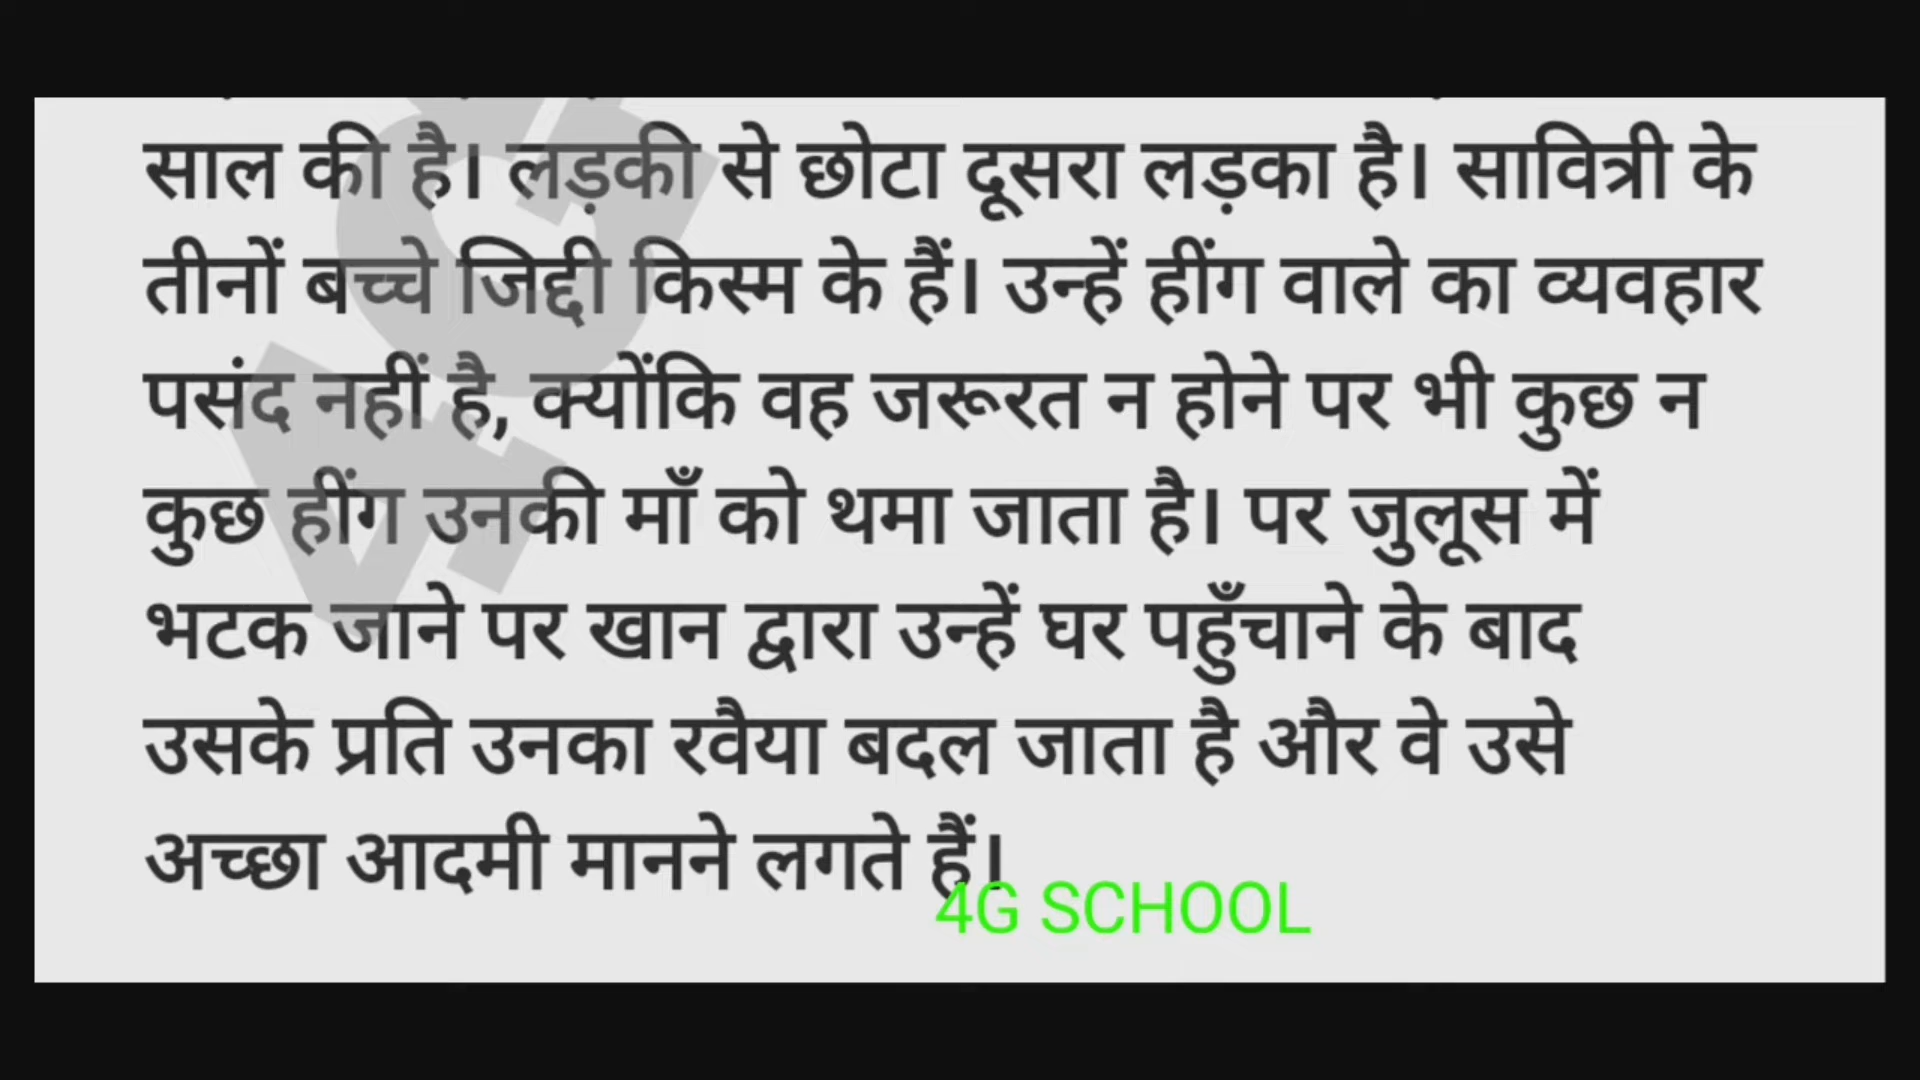 साल की है। लड़की से छोटा दूसरा लड़का है। सावित्री के
तीनों बच्चे जिद्दी किस्म के हैं। उन्हें हींग वाले का व्यवहार
पसंद नहीं है, क्योंकि वह जरूरत न होने पर भी कुछ न
कुछ हींग उनकी माँ को थमा जाता है। पर जुलूस में
भटक जाने पर खान द्वारा उन्हें घर पहुँचाने के बाद
उसके प्रति उनका रवैया बदल जाता है और वे उसे
अच्छा आदमी मानने लगते हैं।
4G SCHOOL